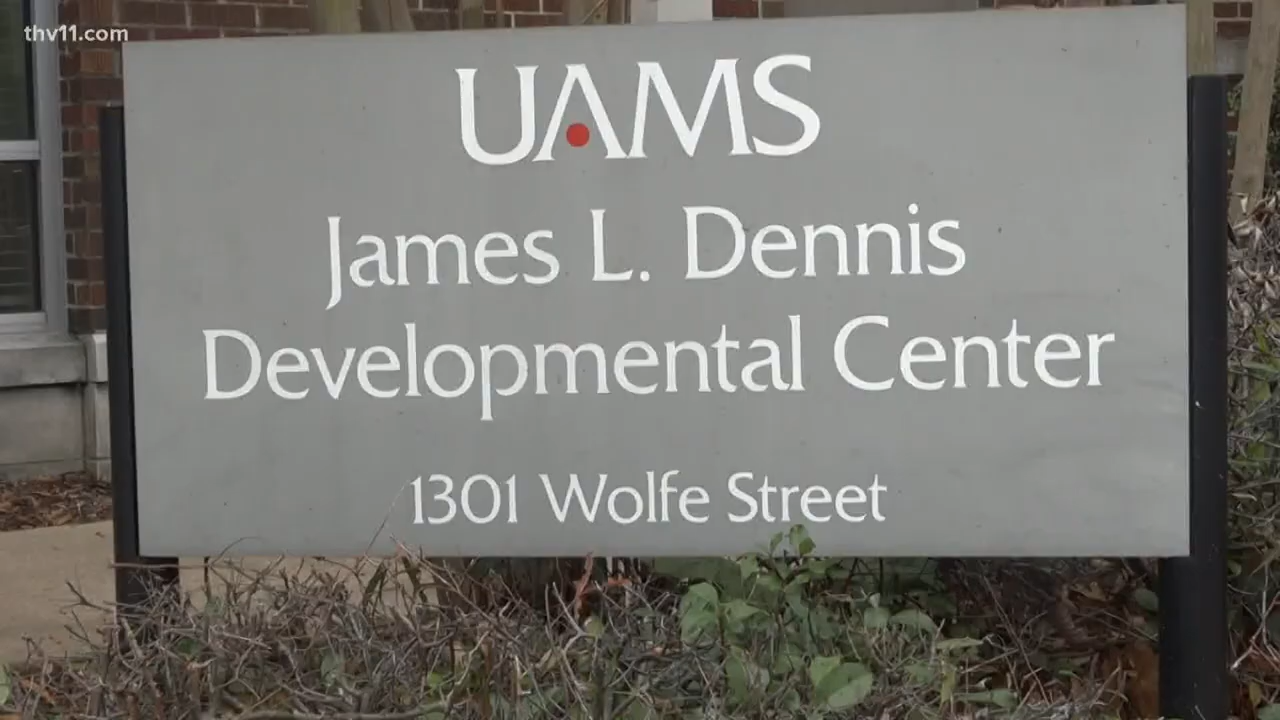 thv11.com
UAMS
James L. Dennis
Developmental Center
1301 Wolfe Street